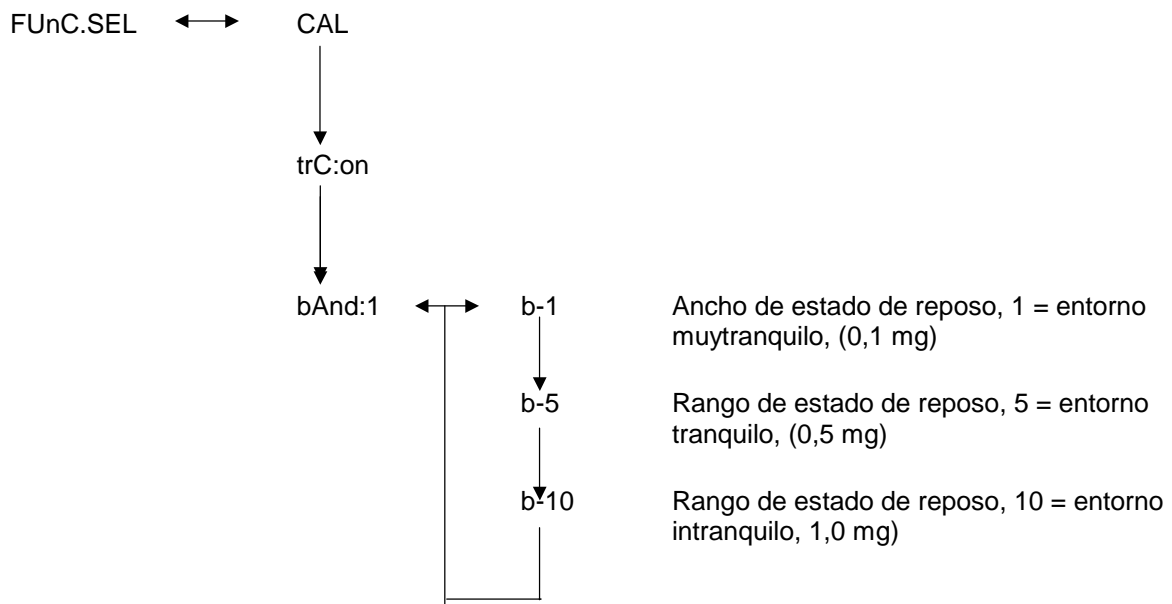 FUnC.SEL CAL
trC:on
bAnd:1 b-1 Ancho de estado de reposo, 1 = entorno
muytranquilo, (0,1 mg)
b-5 Rango de estado de reposo, 5 = entorno
tranquilo, (0,5 mg)
b-10 Rango de estado de reposo, 10 = entorno
intranquilo, 1,0 mg)